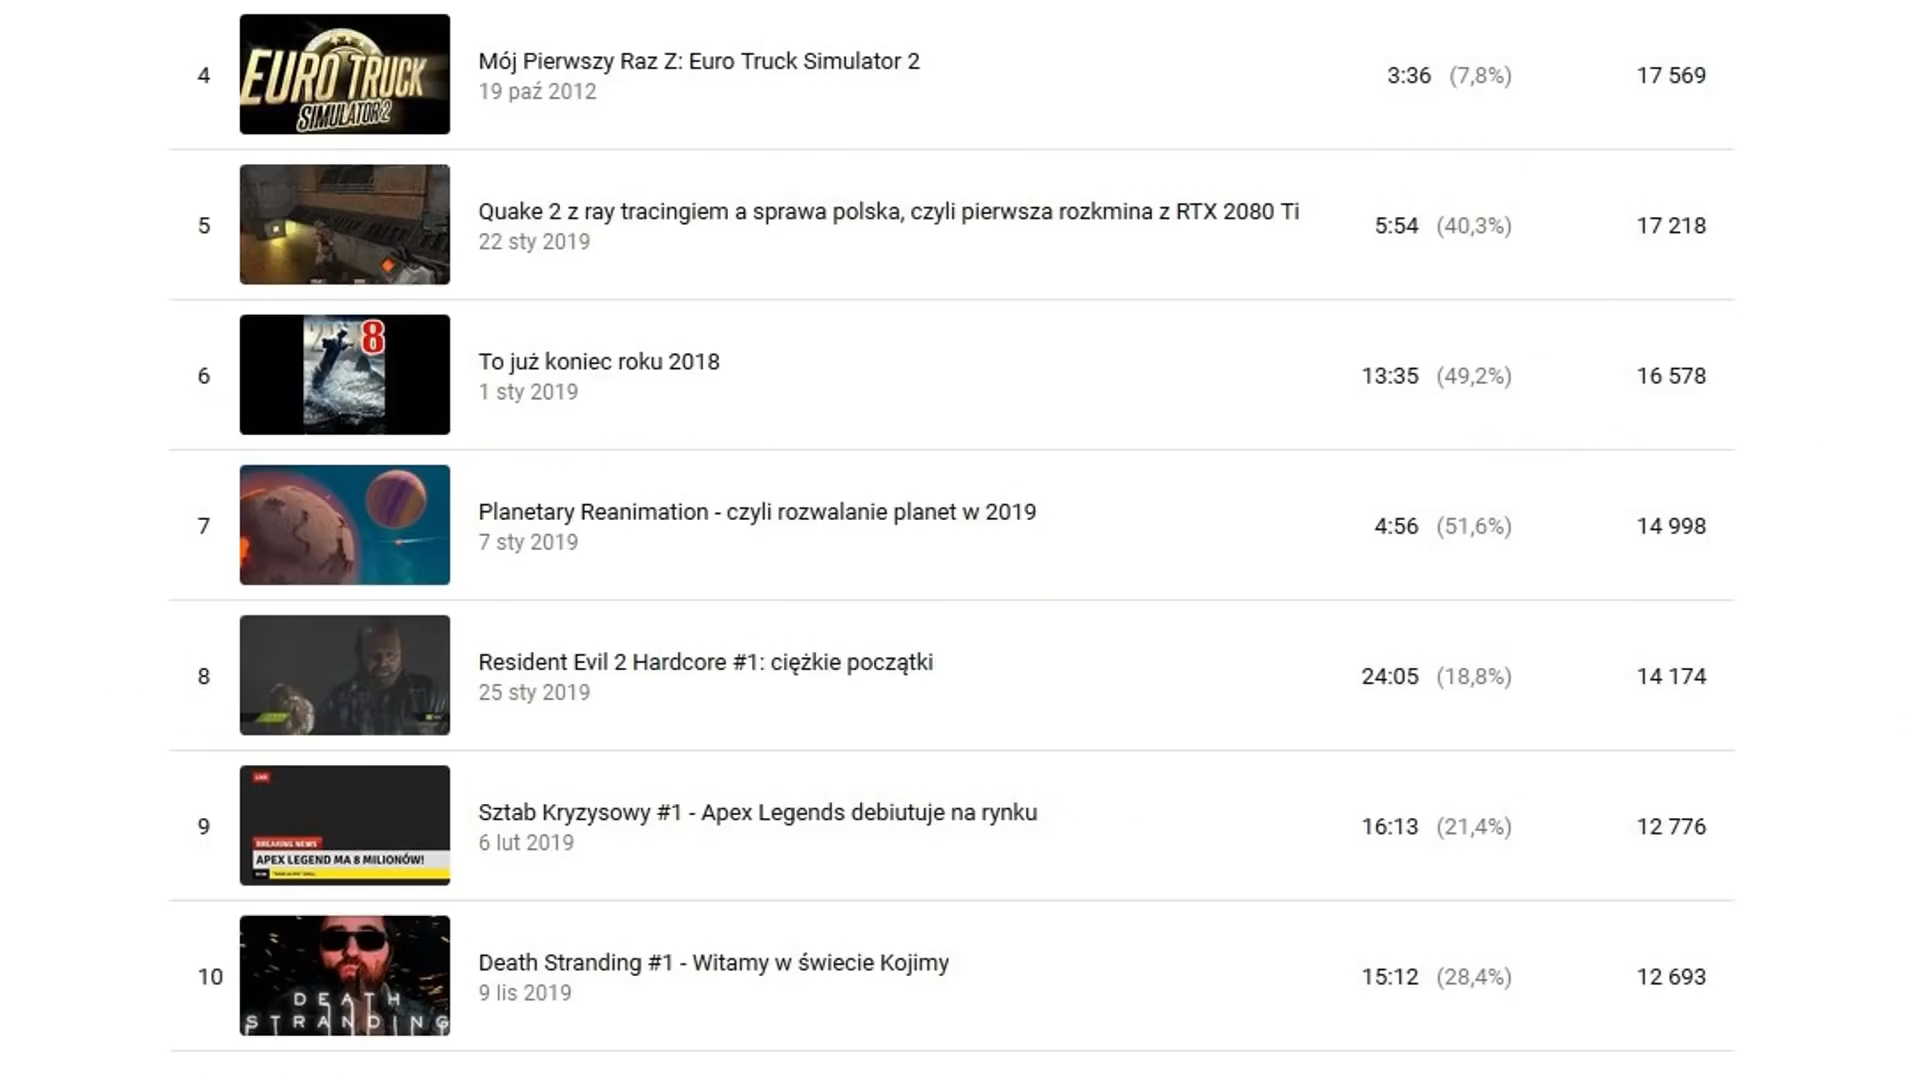 4
EURO TRUCK
SIMULATOR 2
Mój Pierwszy Raz Z: Euro Truck Simulator 2
19 paź 2012
3:36 (7,8%)
17 569
5
Quake 2 z ray tracingiem a sprawa polska, czyli pierwsza rozkmina z RTX 2080 Ti
22 sty 2019
5:54 (40,3%)
17 218
6
8
To już koniec roku 2018
1 sty 2019
13:35 (49,2%)
16 578
7
Planetary Reanimation - czyli rozwalanie planet w 2019
7 sty 2019
4:56 (51,6%)
14 998
8
Resident Evil 2 Hardcore #1: ciężkie początki
25 sty 2019
24:05 (18,8%)
14 174
9
LIVE
BREAKING NEWS
APEX LEGEND MA 8 MILIONÓW!
Sztab Kryzysowy #1 - Apex Legends debiutuje na rynku
6 lut 2019
16:13 (21,4%)
12 776
10
DEATH
STRANDING
Death Stranding #1 - Witamy w świecie Kojimy
9 lis 2019
15:12 (28,4%)
12 693